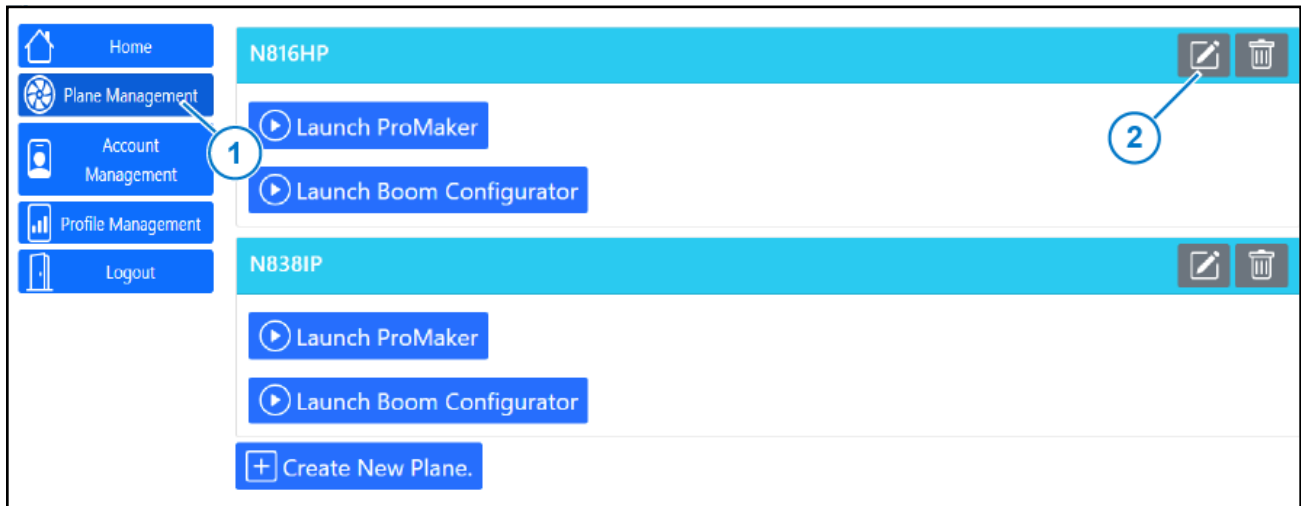 Home
Plane Management
Account
Management
Profile Management
Logout
1
N816HP
2
Launch ProMaker
Launch Boom Configurator
N838IP
Launch ProMaker
Launch Boom Configurator
Create New Plane.